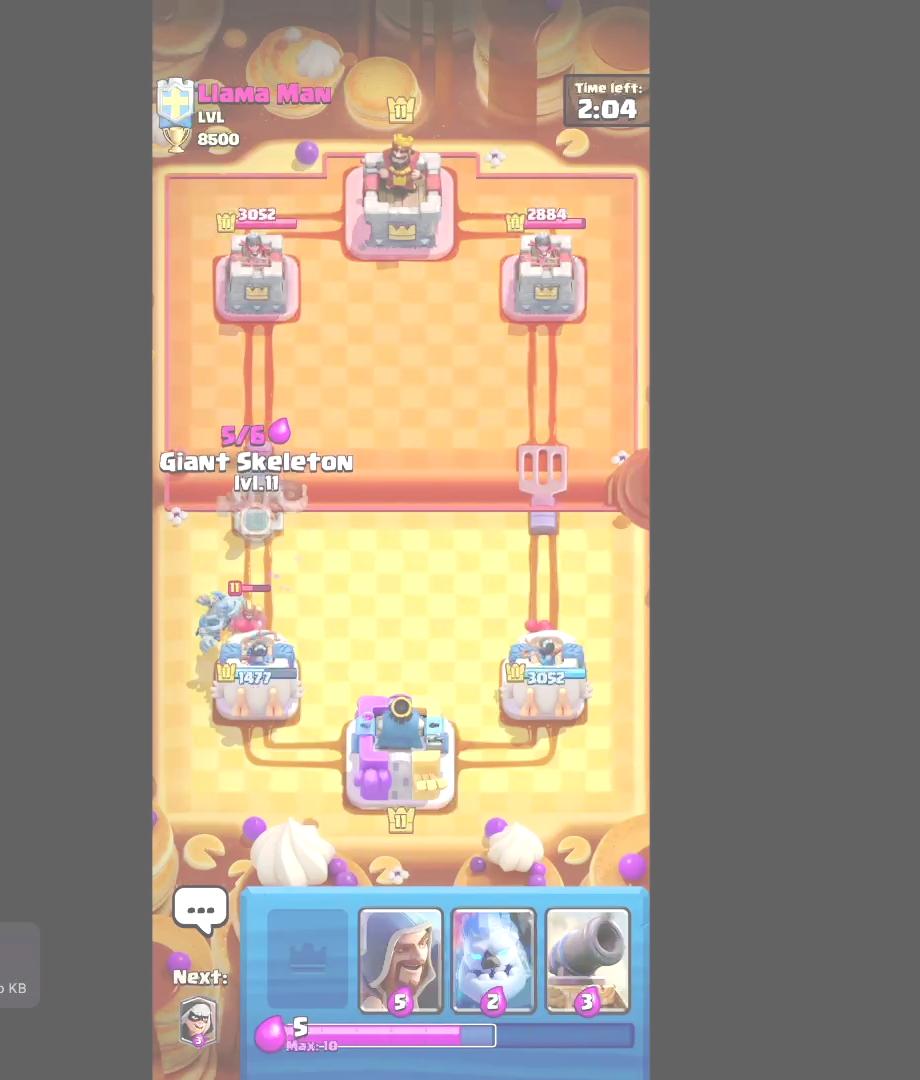 Llama Man
LVL
8500
11
Time left:
2:04
3052
2884
5/6
Giant Skeleton
lvl.11
11
1477
3052
11
Next:
3
5
2
3
5
Max:10
KB